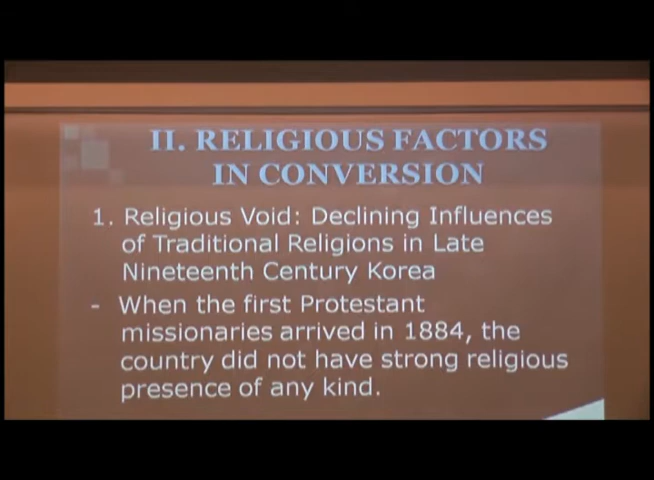 II. RELIGIOUS FACTORS
IN CONVERSION
1. Religious Void: Declining Influences
of Traditional Religions in Late
Nineteenth Century Korea
- When the first Protestant
missionaries arrived in 1884, the
country did not have strong religious
presence of any kind.